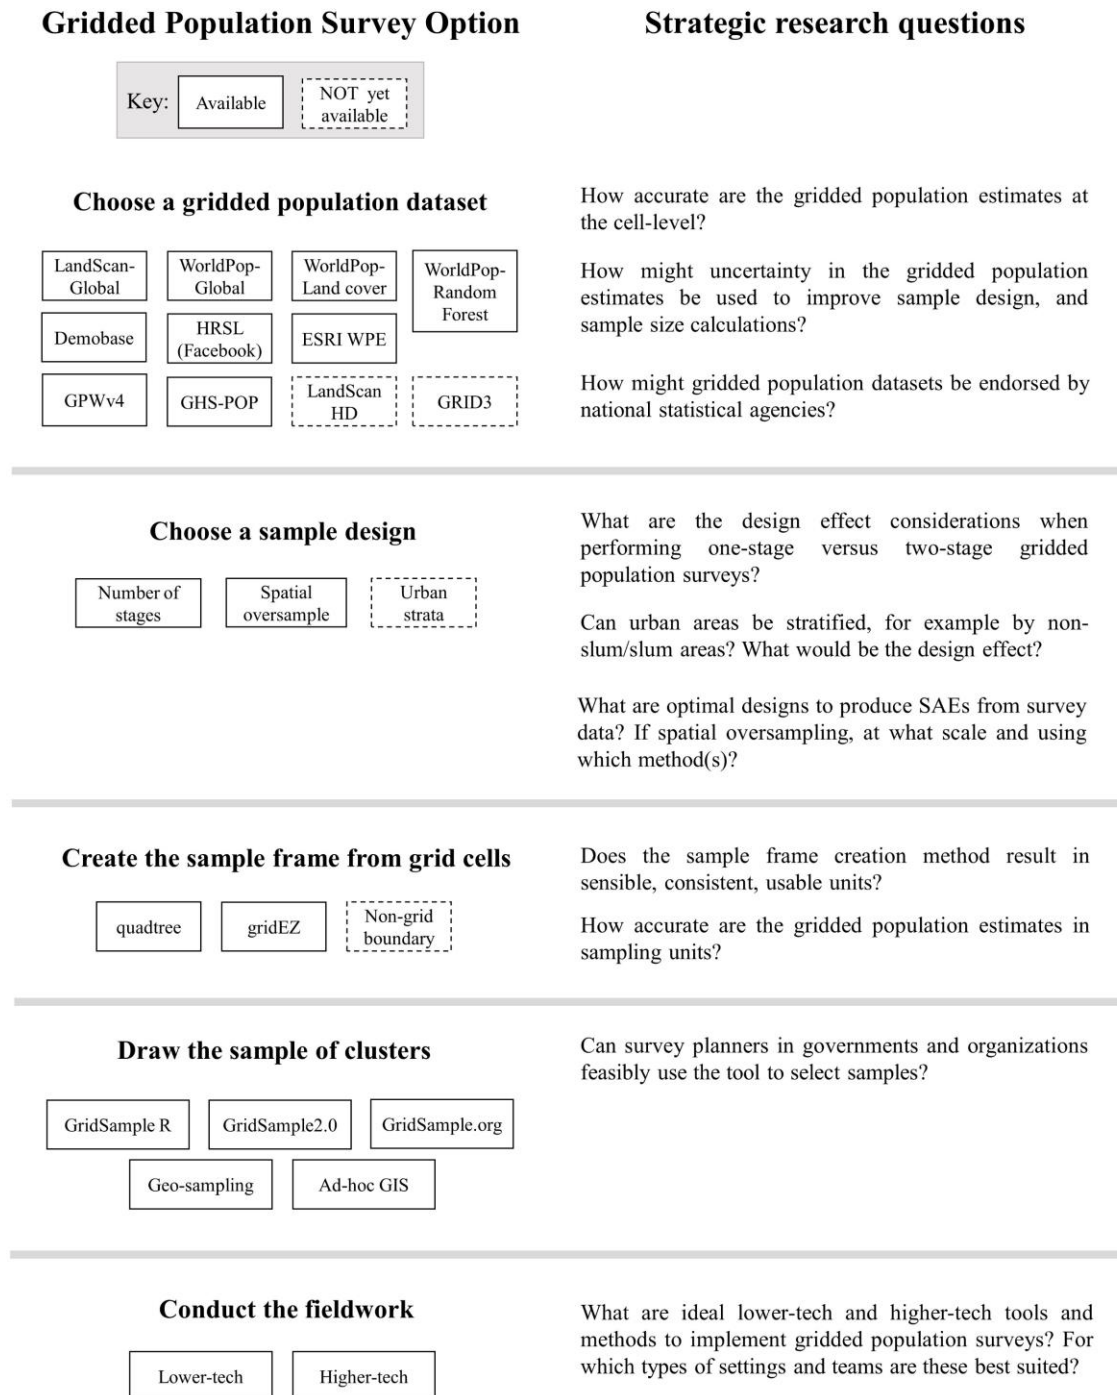 Gridded Population Survey Option
Strategic research questions
Key:
Available
NOT yet
available
Choose a gridded population dataset
LandScan-
Global
WorldPop-
Global
WorldPop-
Land cover
WorldPop-
Random
Forest
Demobase
HRSL
(Facebook)
ESRI WPE
GPWv4
GHS-POP
LandScan
HD
GRID3
How accurate are the gridded population estimates at
the cell-level?
How might uncertainty in the gridded population
estimates be used to improve sample design, and
sample size calculations?
How might gridded population datasets be endorsed by
national statistical agencies?
Choose a sample design
Number of
stages
Spatial
oversample
Urban
strata
What are the design effect considerations when
performing one-stage versus two-stage gridded
population surveys?
Can urban areas be stratified, for example by non-
slum/slum areas? What would be the design effect?
What are optimal designs to produce SAEs from survey
data? If spatial oversampling, at what scale and using
which method(s)?
Create the sample frame from grid cells
quadtree
gridEZ
Non-grid
boundary
Does the sample frame creation method result in
sensible, consistent, usable units?
How accurate are the gridded population estimates in
sampling units?
Draw the sample of clusters
GridSample R
GridSample2.0
GridSample.org
Geo-sampling
Ad-hoc GIS
Can survey planners in governments and organizations
feasibly use the tool to select samples?
Conduct the fieldwork
Lower-tech
Higher-tech
What are ideal lower-tech and higher-tech tools and
methods to implement gridded population surveys? For
which types of settings and teams are these best suited?